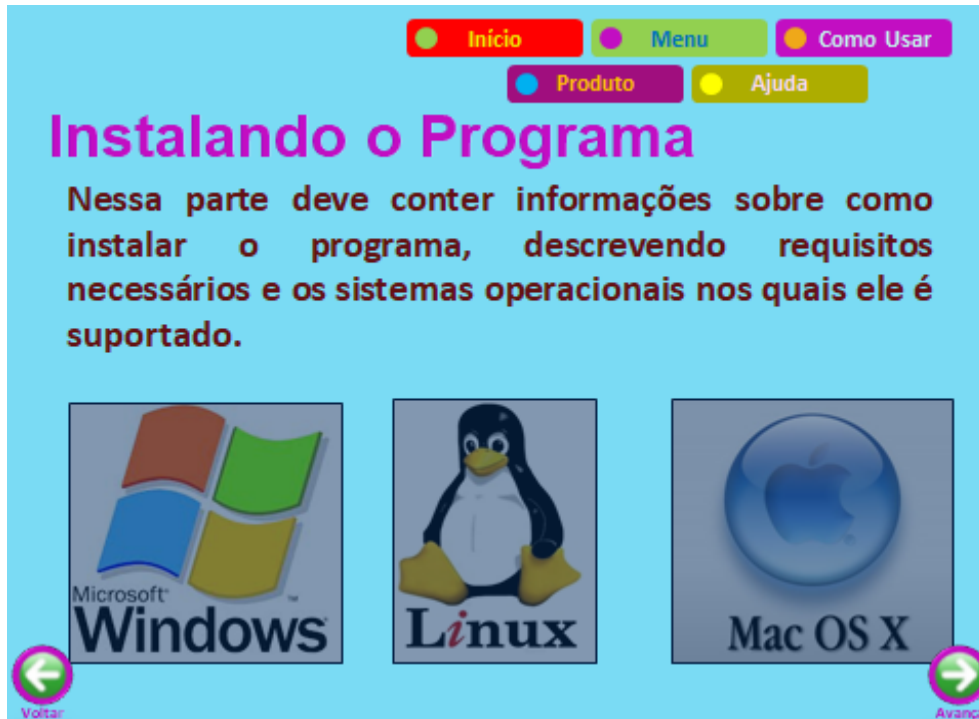 Início Menu Como Usar
Produto Ajuda
Instalando o Programa
Nessa parte deve conter informações sobre como
instalar o programa, descrevendo requisitos
necessários e os sistemas operacionais nos quais ele é
suportado.
Microsoft
Windows
Linux
Mac OS X
Voltar
Avanç